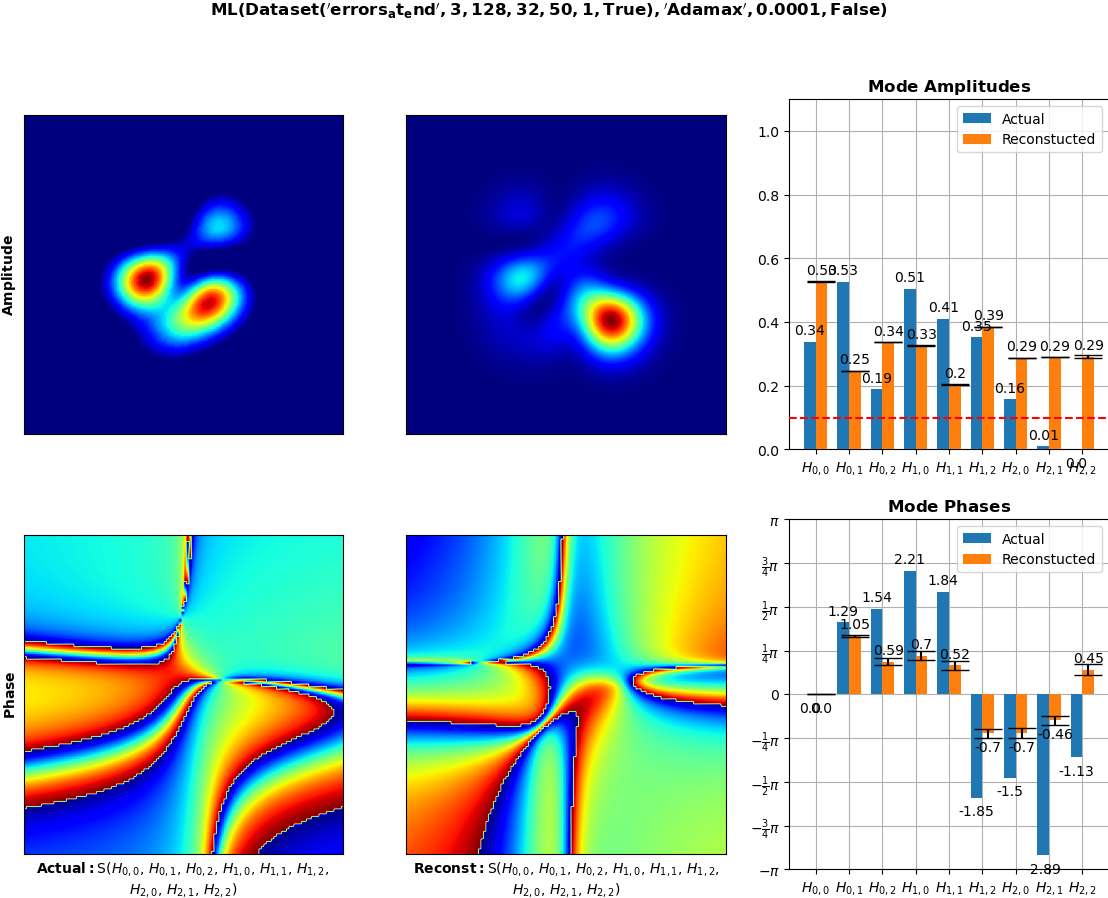 ML(Dataset('errors_at_end', 3, 128, 32, 50, 1, True), 'Adamax', 0.0001, False)
Amplitude
Mode Amplitudes
Actual
Reconstucted
1.0
0.8
0.6
0.4
0.2
0.0
0.34 0.53 0.53 0.25 0.19 0.34 0.51 0.33 0.41 0.2 0.35 0.39 0.16 0.29 0.01 0.29 0.0 0.29
H0,0 H0,1 H0,2 H1,0 H1,1 H1,2 H2,0 H2,1 H2,2
Phase
Mode Phases
Actual
Reconstucted
π
3/4π
1/2π
1/4π
0
−1/4π
−1/2π
−3/4π
−π
0.0 0.0 1.29 1.05 1.54 0.59 2.21 0.7 1.84 0.52 -1.85 -0.7 -1.5 -0.7 -2.89 -0.46 -1.13 0.45
H0,0 H0,1 H0,2 H1,0 H1,1 H1,2 H2,0 H2,1 H2,2
Actual: S(H0,0, H0,1, H0,2, H1,0, H1,1, H1,2,
H2,0, H2,1, H2,2)
Reconst: S(H0,0, H0,1, H0,2, H1,0, H1,1, H1,2,
H2,0, H2,1, H2,2)